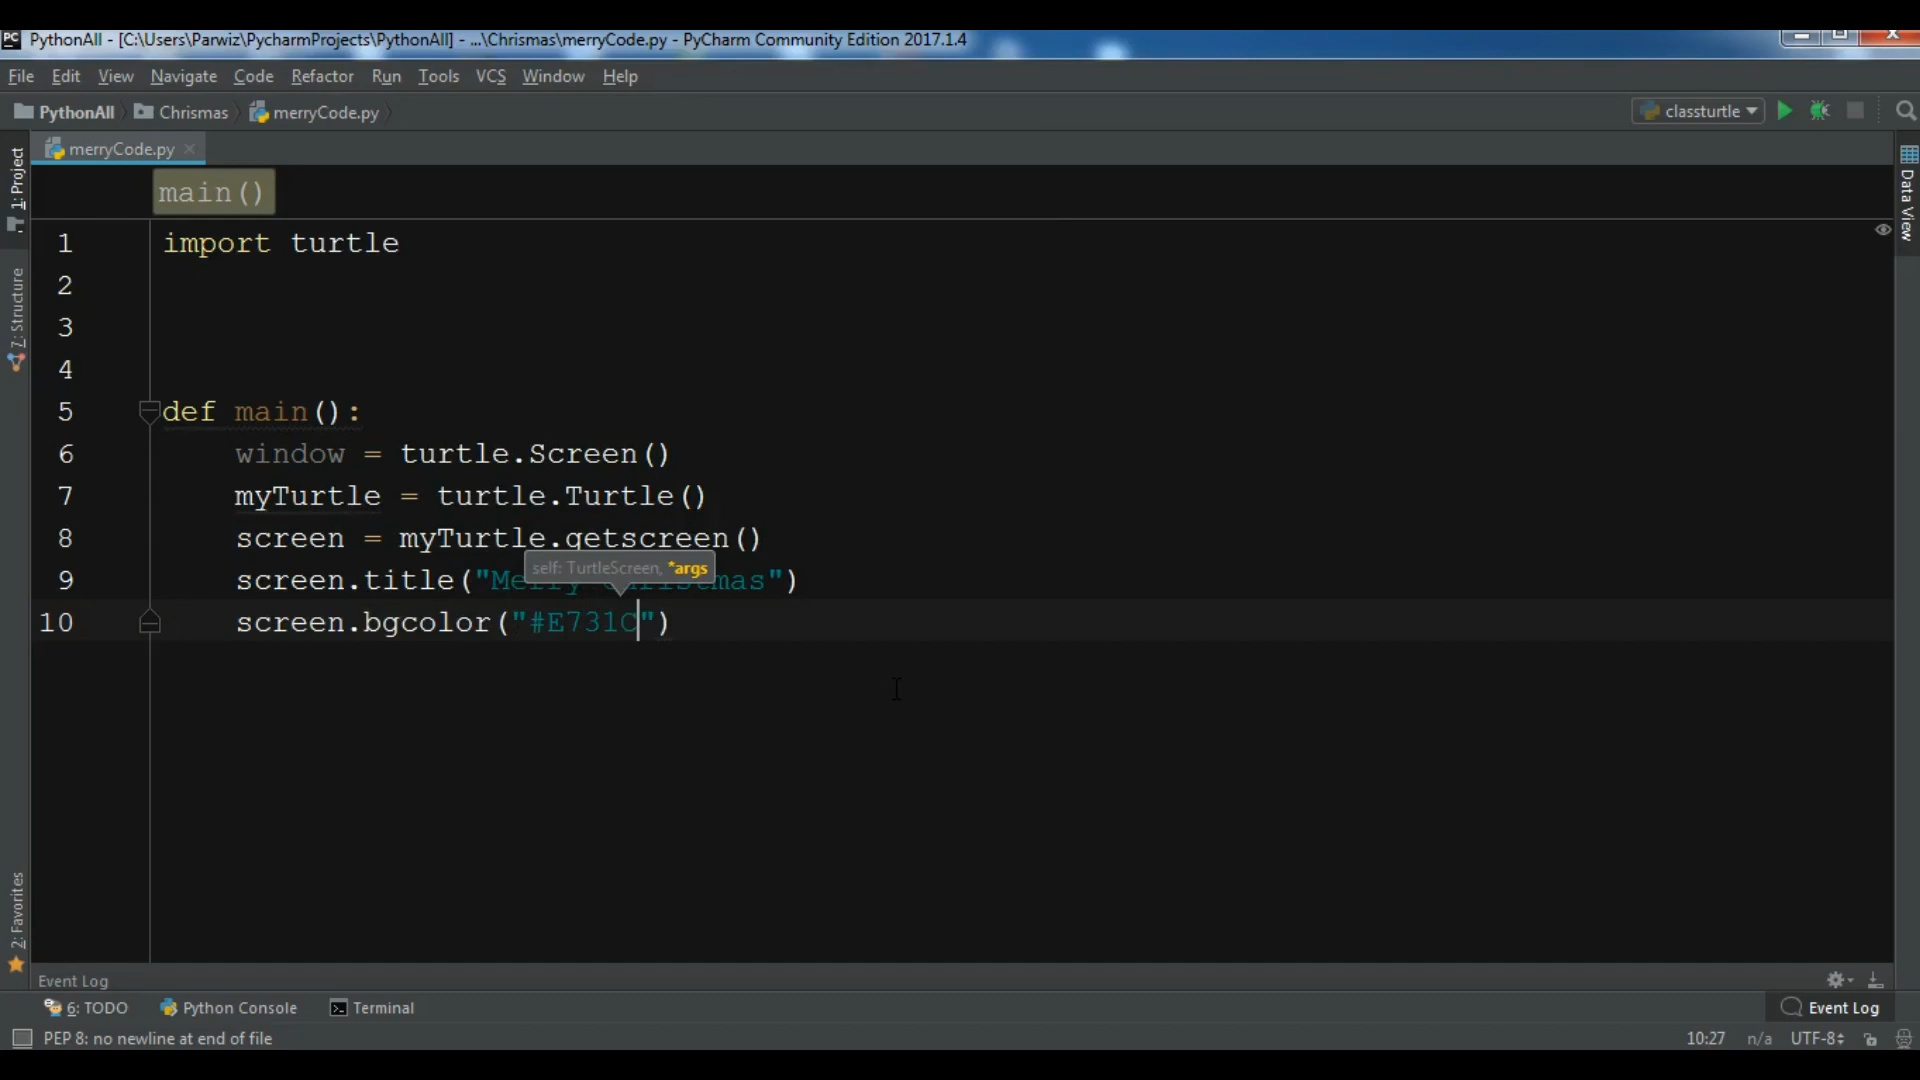 PythonAll - [C:\Users\Parwiz\PycharmProjects\PythonAll] - ...\Chrismas\merryCode.py - PyCharm Community Edition 2017.1.4
File Edit View Navigate Code Refactor Run Tools VCS Window Help
PythonAll Chrismas merryCode.py classturtle
merryCode.py
1: Project
7: Structure
2: Favorites
Data View
main()
1 import turtle
2
3
4
5 def main():
6 window = turtle.Screen()
7 myTurtle = turtle.Turtle()
8 screen = myTurtle.getscreen()
self: TurtleScreen, *args
9 screen.title("Merry Christmas")
10 screen.bgcolor("#E731C")
Event Log
6: TODO Python Console Terminal Event Log
PEP 8: no newline at end of file 10:27 n/a UTF-8